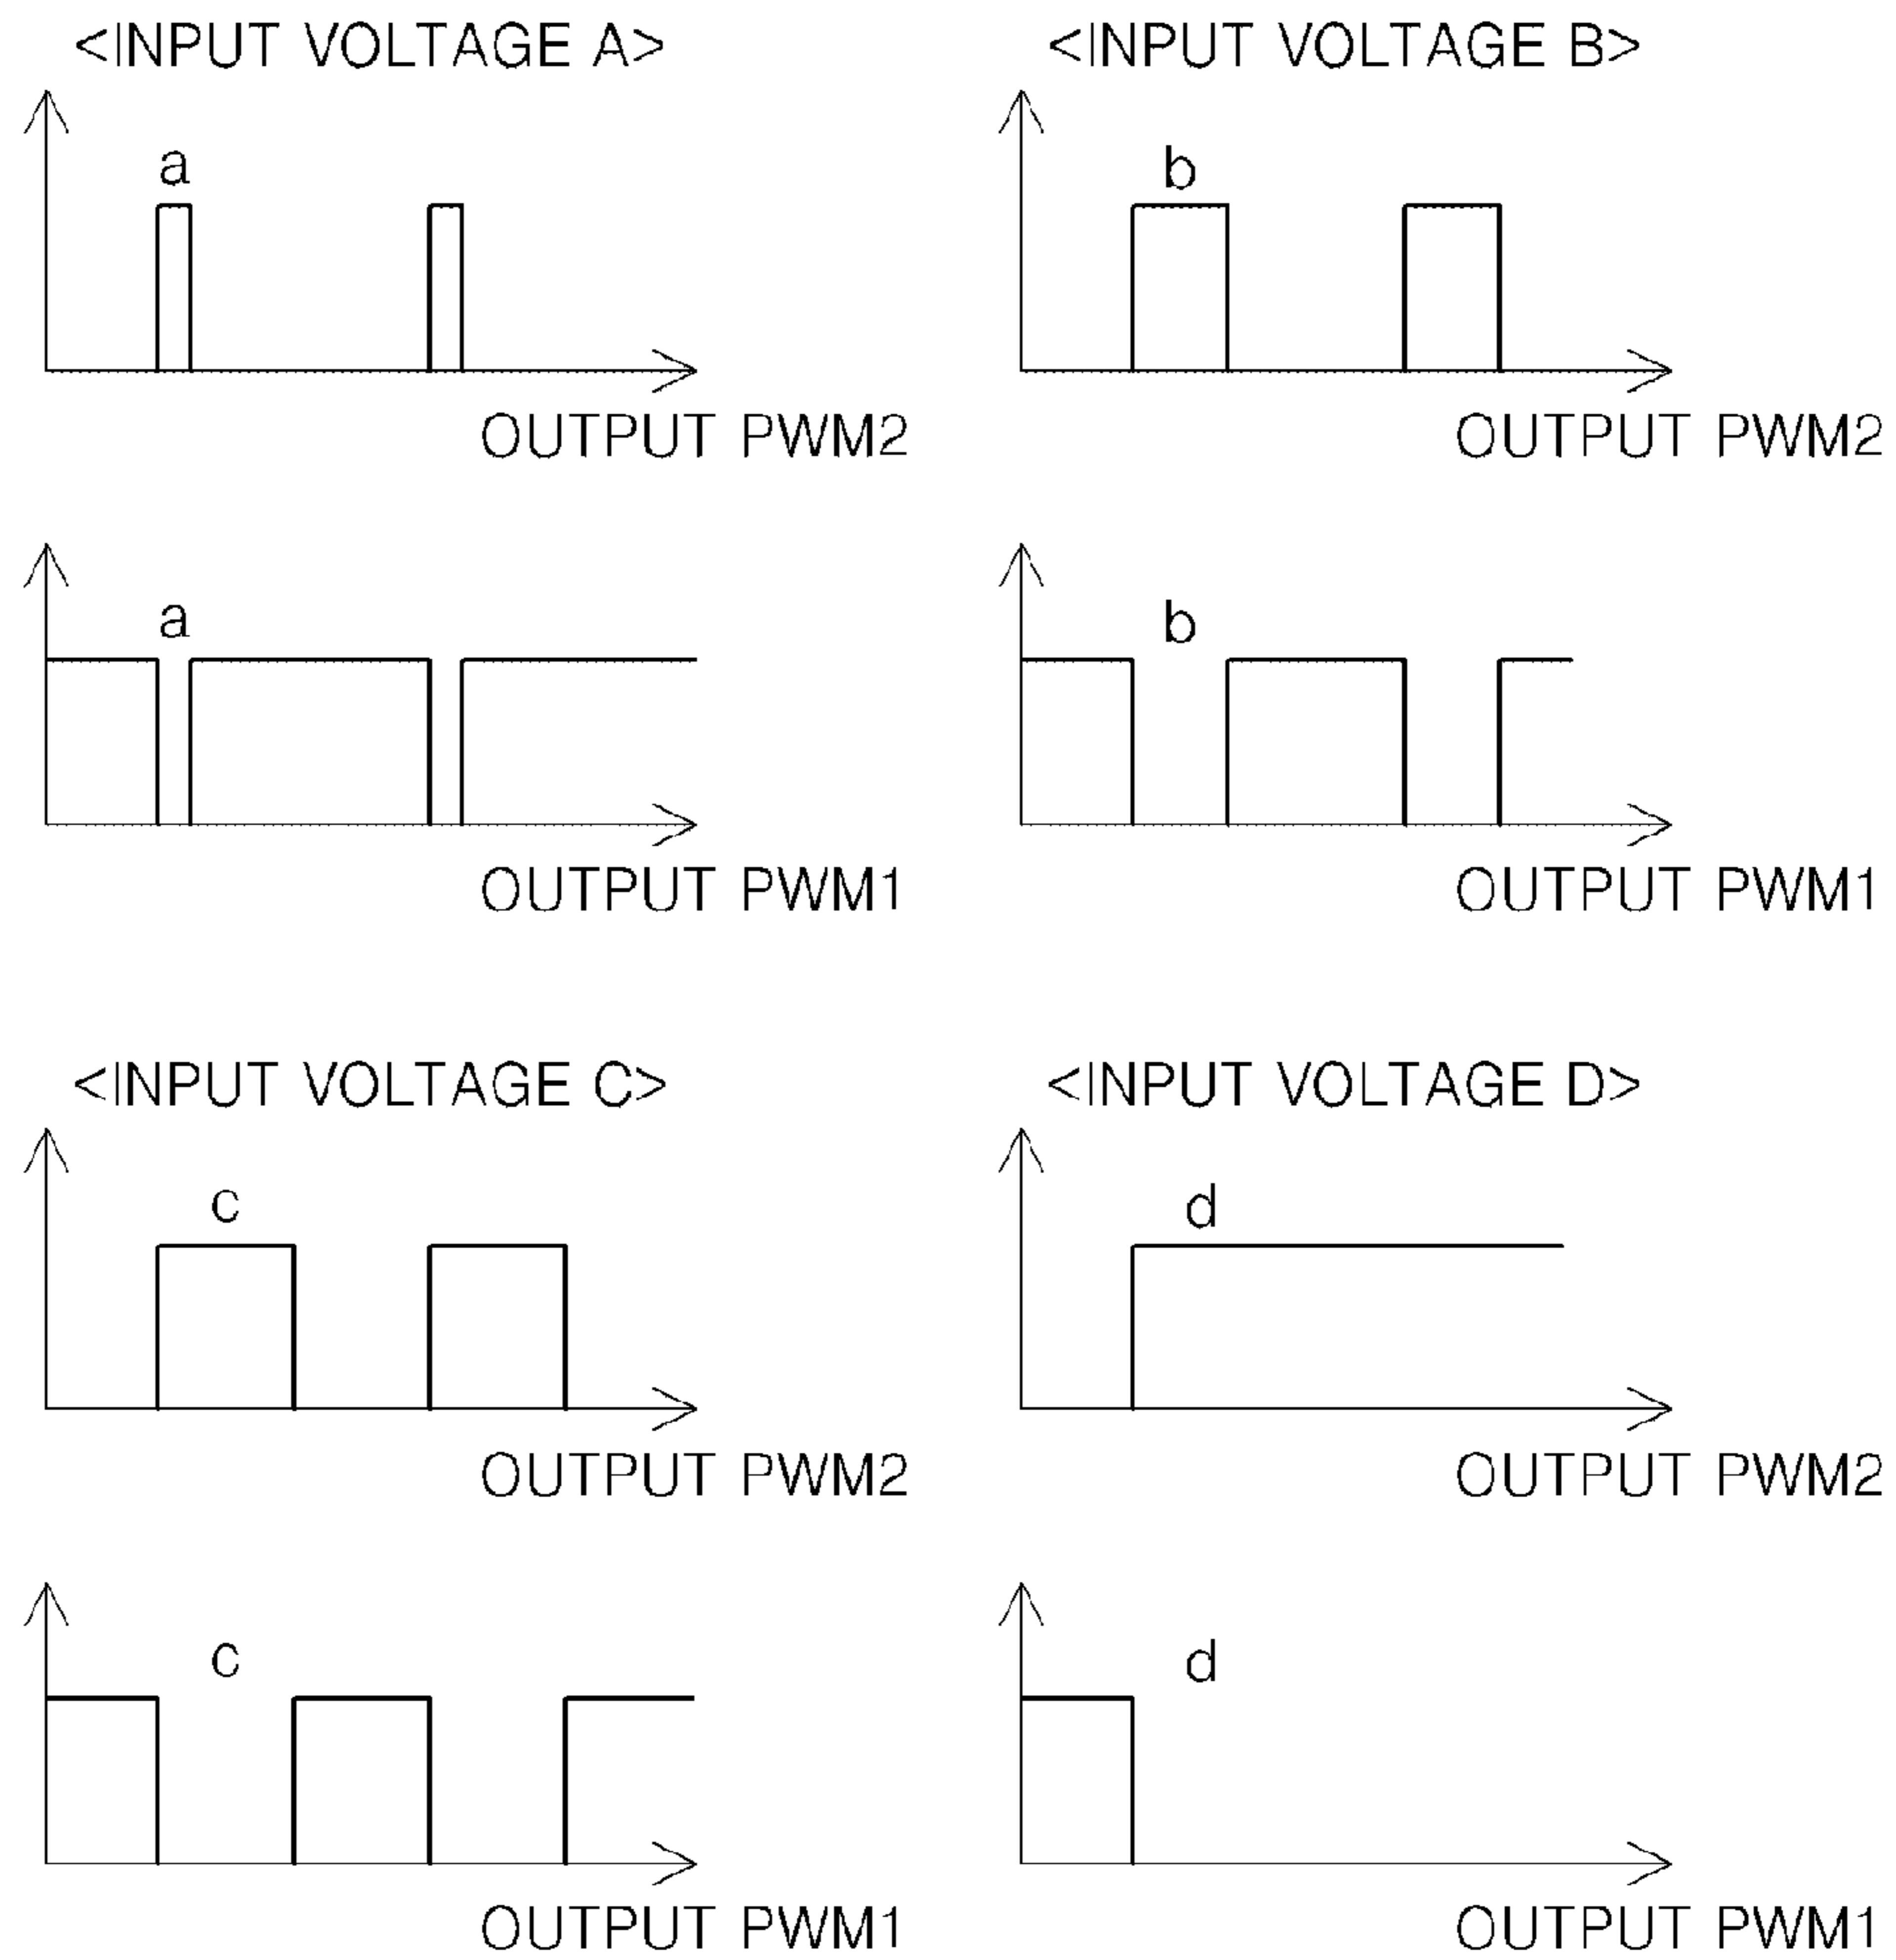 <INPUT VOLTAGE A>
a
OUTPUT PWM2
a
OUTPUT PWM1
<INPUT VOLTAGE B>
b
OUTPUT PWM2
b
OUTPUT PWM1
<INPUT VOLTAGE C>
c
OUTPUT PWM2
c
OUTPUT PWM1
<INPUT VOLTAGE D>
d
OUTPUT PWM2
d
OUTPUT PWM1